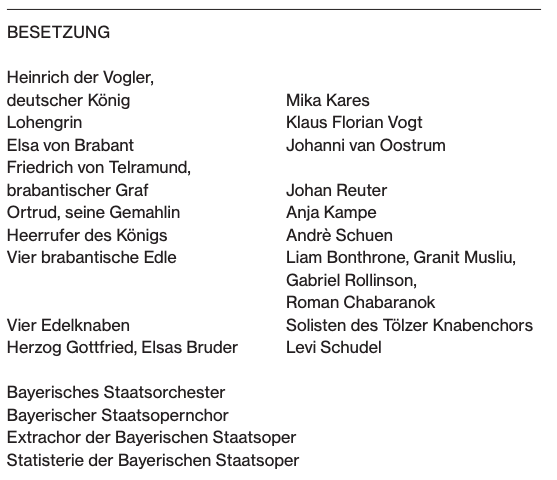 BESETZUNG
Heinrich der Vogler,
deutscher König Mika Kares
Lohengrin Klaus Florian Vogt
Elsa von Brabant Johanni van Oostrum
Friedrich von Telramund,
brabantischer Graf Johan Reuter
Ortrud, seine Gemahlin Anja Kampe
Heerrufer des Königs Andrè Schuen
Vier brabantische Edle Liam Bonthrone, Granit Musliu,
Gabriel Rollinson,
Roman Chabaranok
Vier Edelknaben Solisten des Tölzer Knabenchors
Herzog Gottfried, Elsas Bruder Levi Schudel
Bayerisches Staatsorchester
Bayerischer Staatsopernchor
Extrachor der Bayerischen Staatsoper
Statisterie der Bayerischen Staatsoper